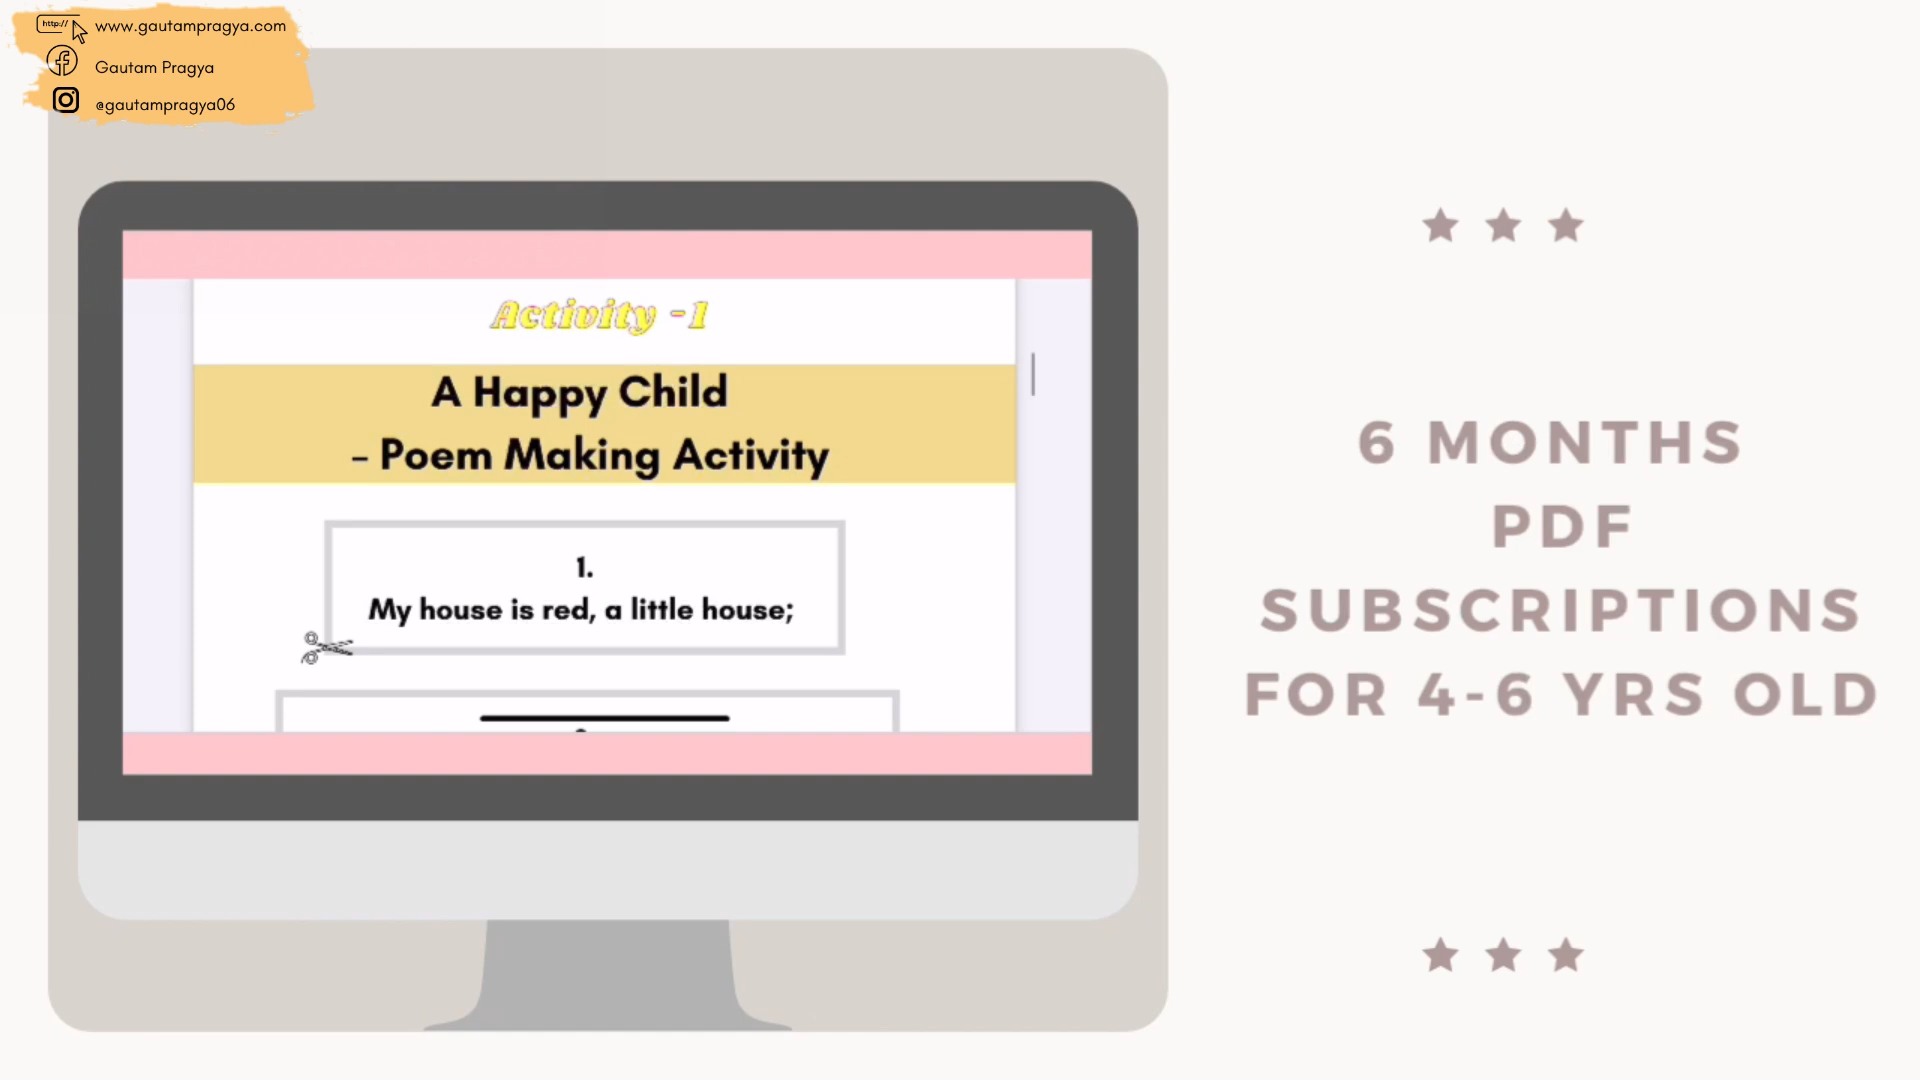 http://
www.gautampragya.com
Gautam Pragya
@gautampragya06
Activity -1
A Happy Child
- Poem Making Activity
1.
My house is red, a little house;
6 MONTHS
PDF
SUBSCRIPTIONS
FOR 4-6 YRS OLD